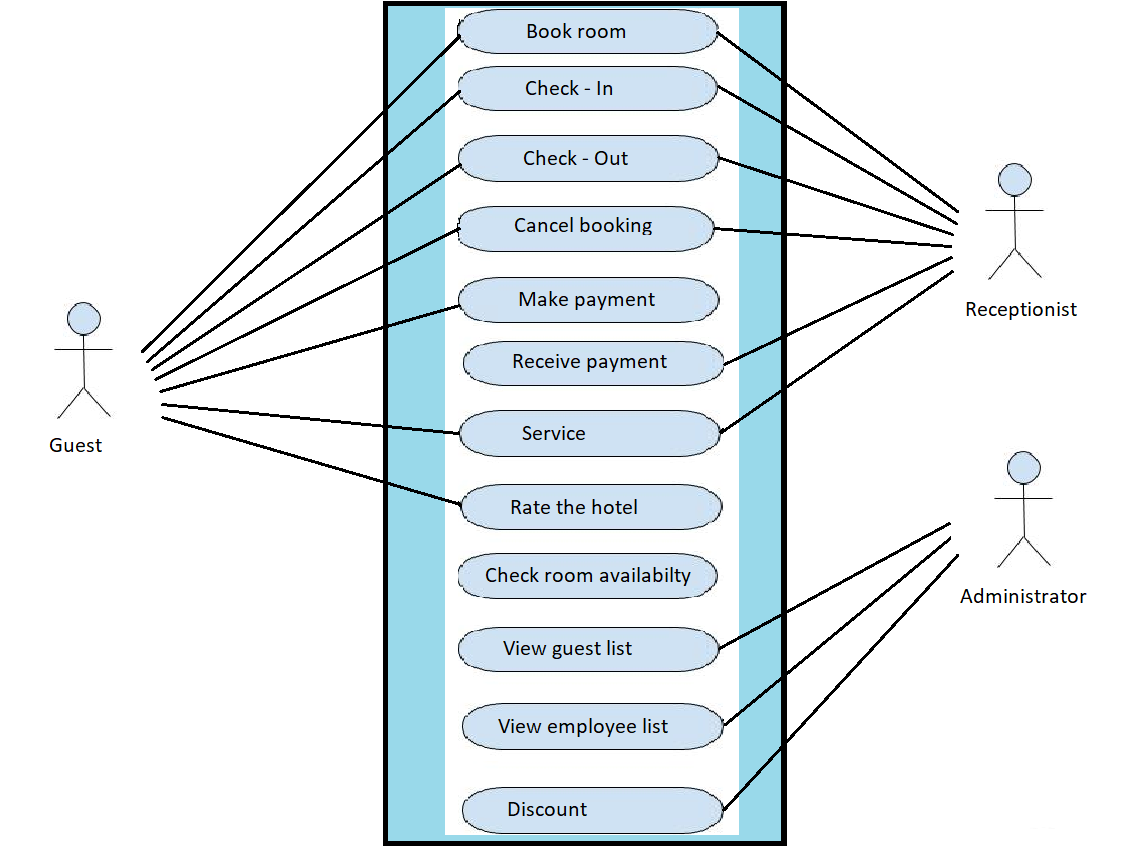 Book room
Check - In
Check - Out
Cancel booking
Make payment
Receive payment
Service
Rate the hotel
Check room availabilty
View guest list
View employee list
Discount
Guest
Receptionist
Administrator